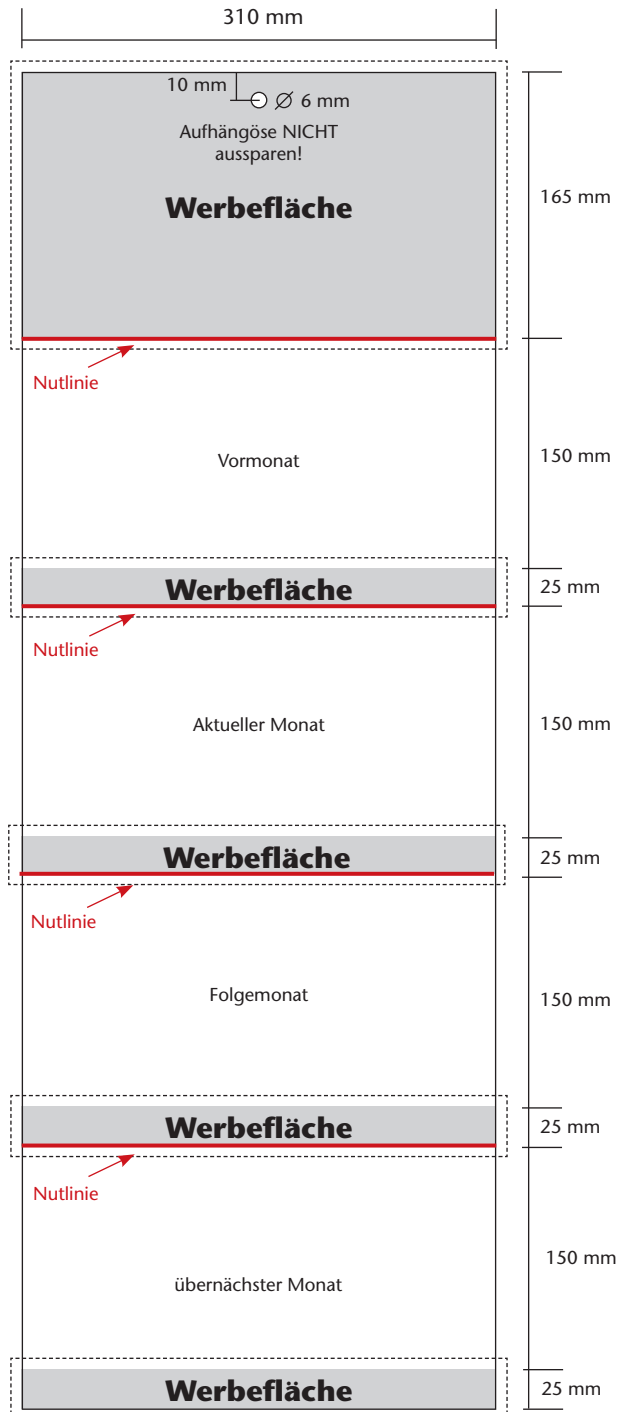 310 mm
10 mm
Ø 6 mm
Aufhängöse NICHT
aussparen!
Werbefläche
165 mm
Nutlinie
Vormonat
150 mm
Werbefläche
25 mm
Nutlinie
Aktueller Monat
150 mm
Werbefläche
25 mm
Nutlinie
Folgemonat
150 mm
Werbefläche
25 mm
Nutlinie
150 mm
übernächster Monat
Werbefläche
25 mm